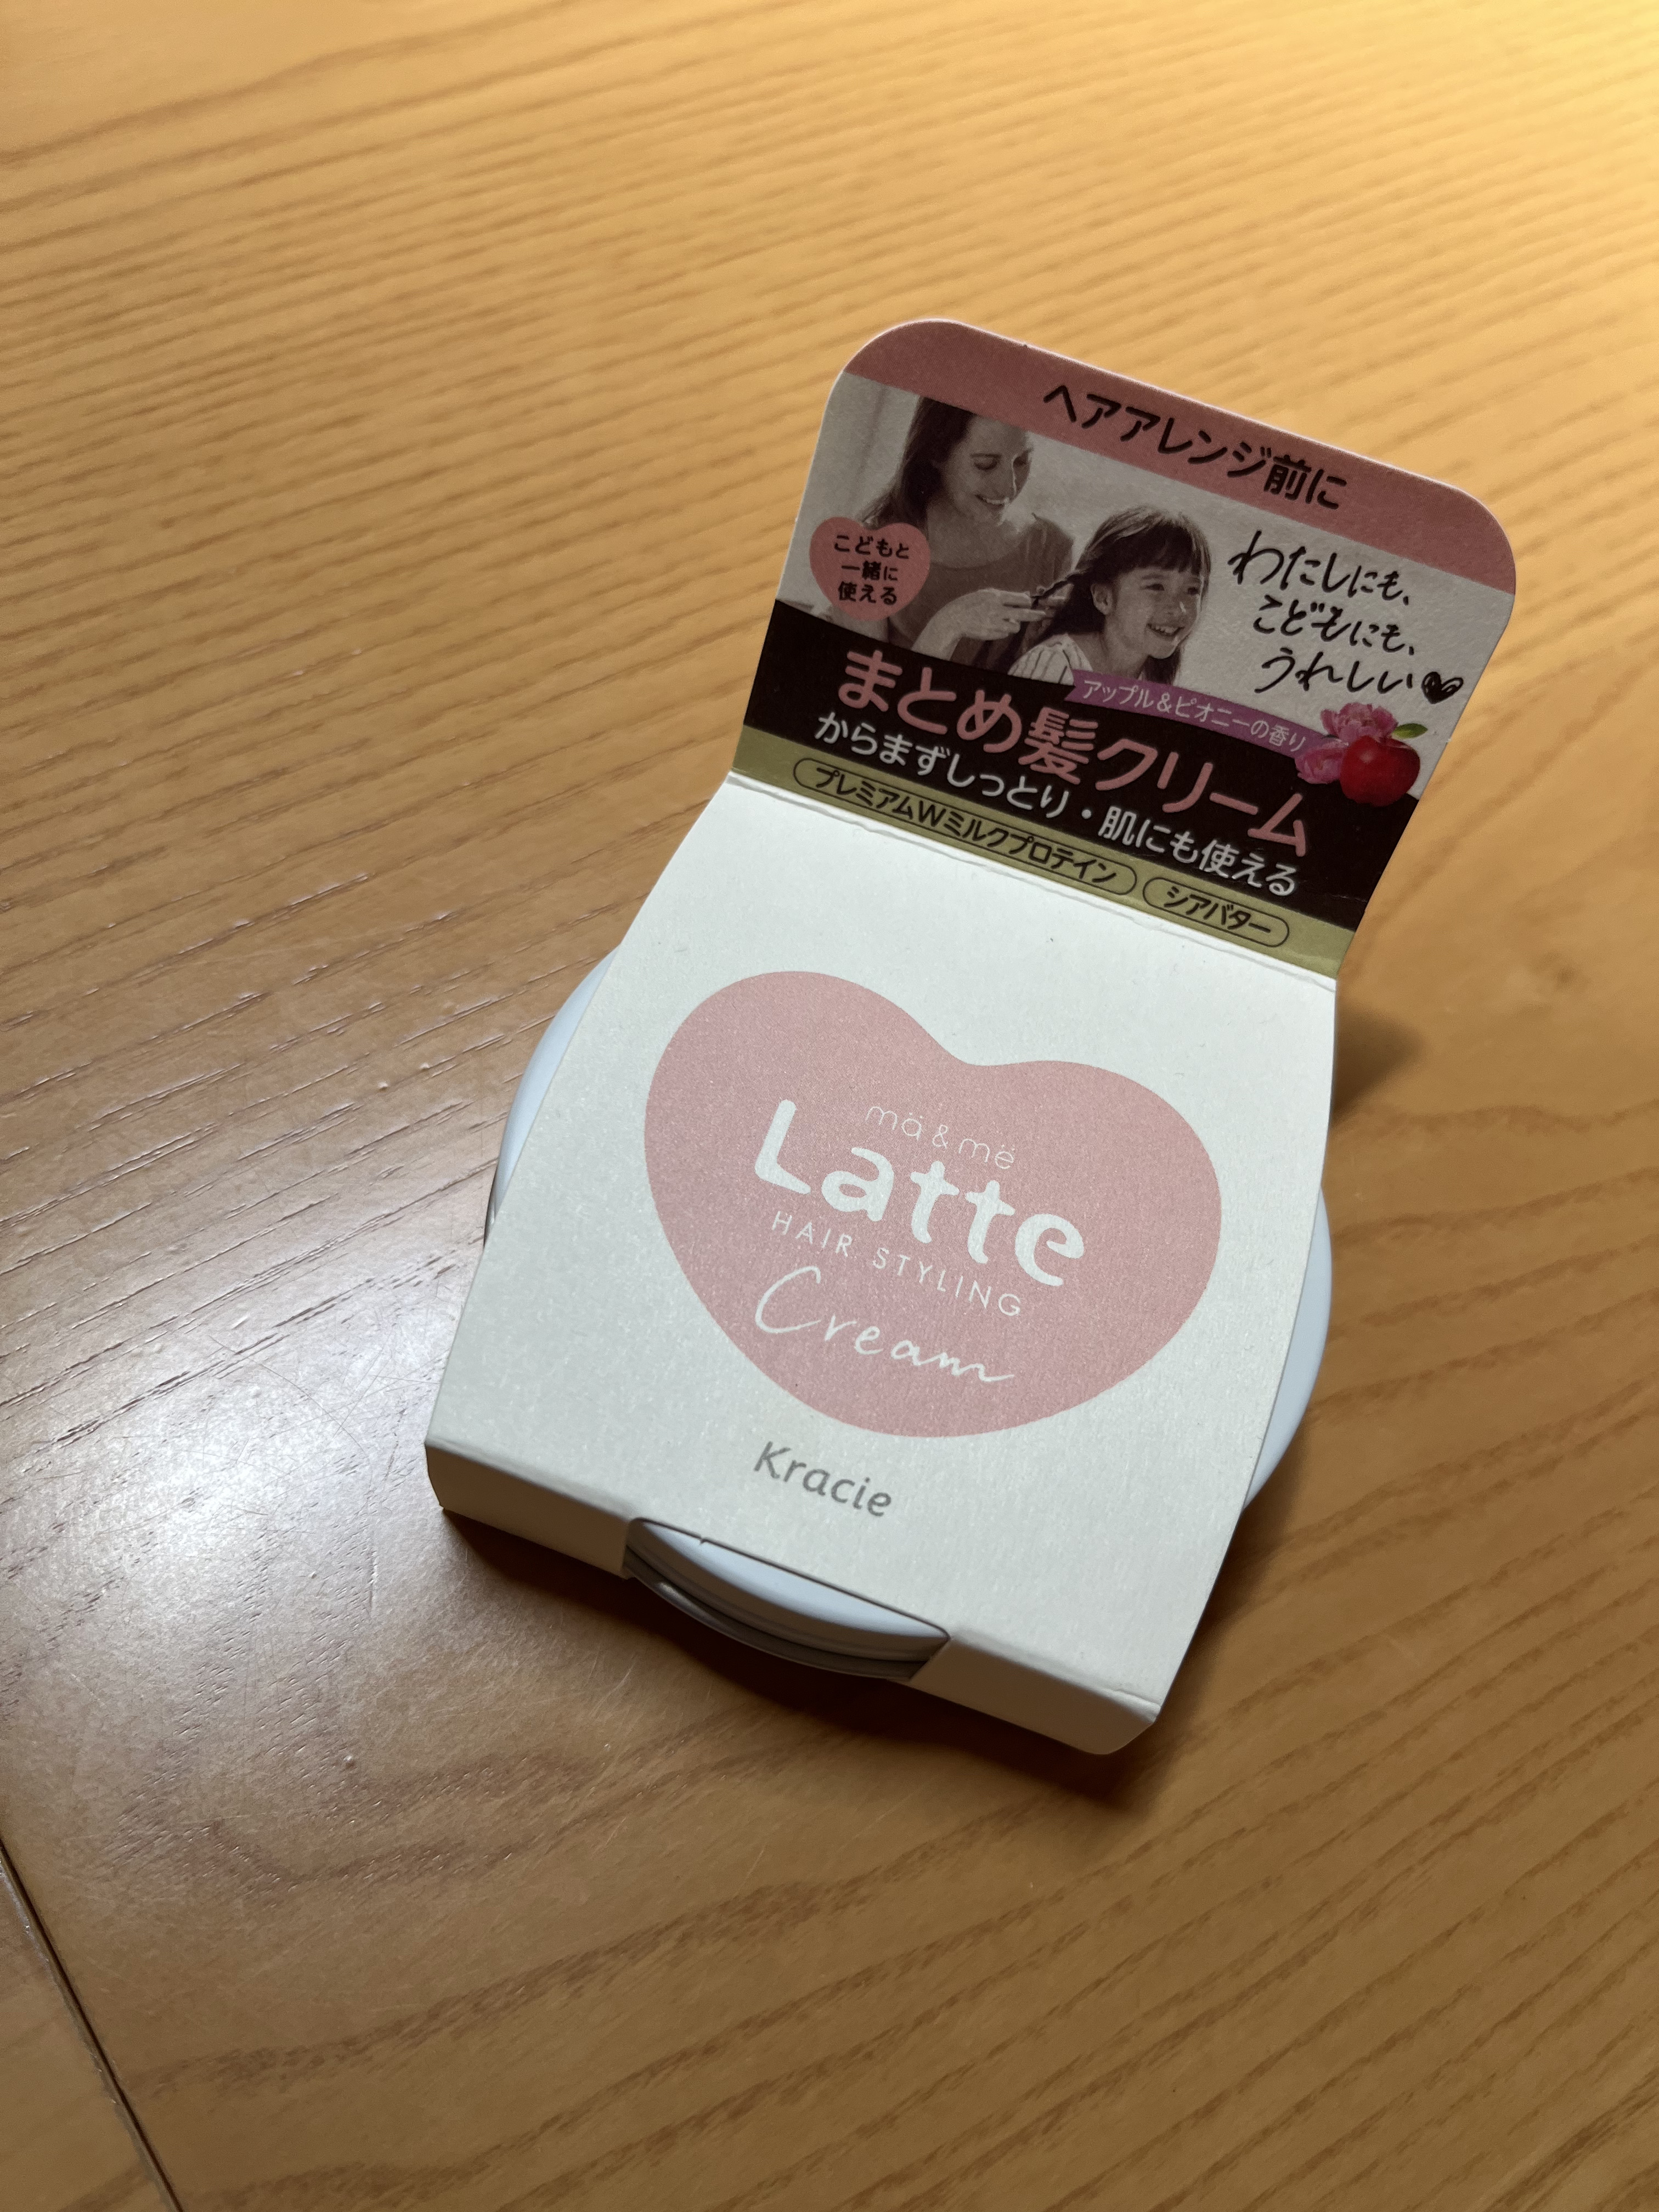 ヘアアレンジ前に
こどもと
一緒に
使える
わたしにも、
こどもにも、
うれしい♥
アップル&ピオニーの香り
まとめ髪クリーム
からまずしっとり・肌にも使える
プレミアムWミルクプロテイン シアバター
mä & më
Latte
HAIR STYLING
Cream
Kracie